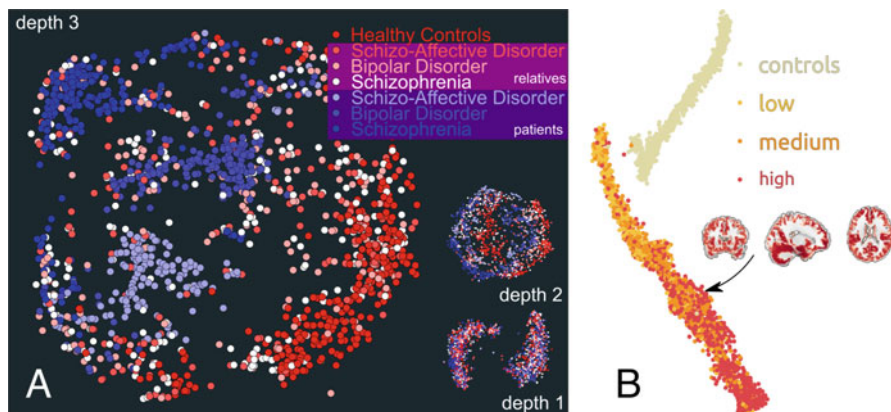 depth 3
Healthy Controls
Schizo-Affective Disorder
Bipolar Disorder
Schizophrenia
relatives
Schizo-Affective Disorder
Bipolar Disorder
Schizophrenia
patients
depth 2
depth 1
A
controls
low
medium
high
B